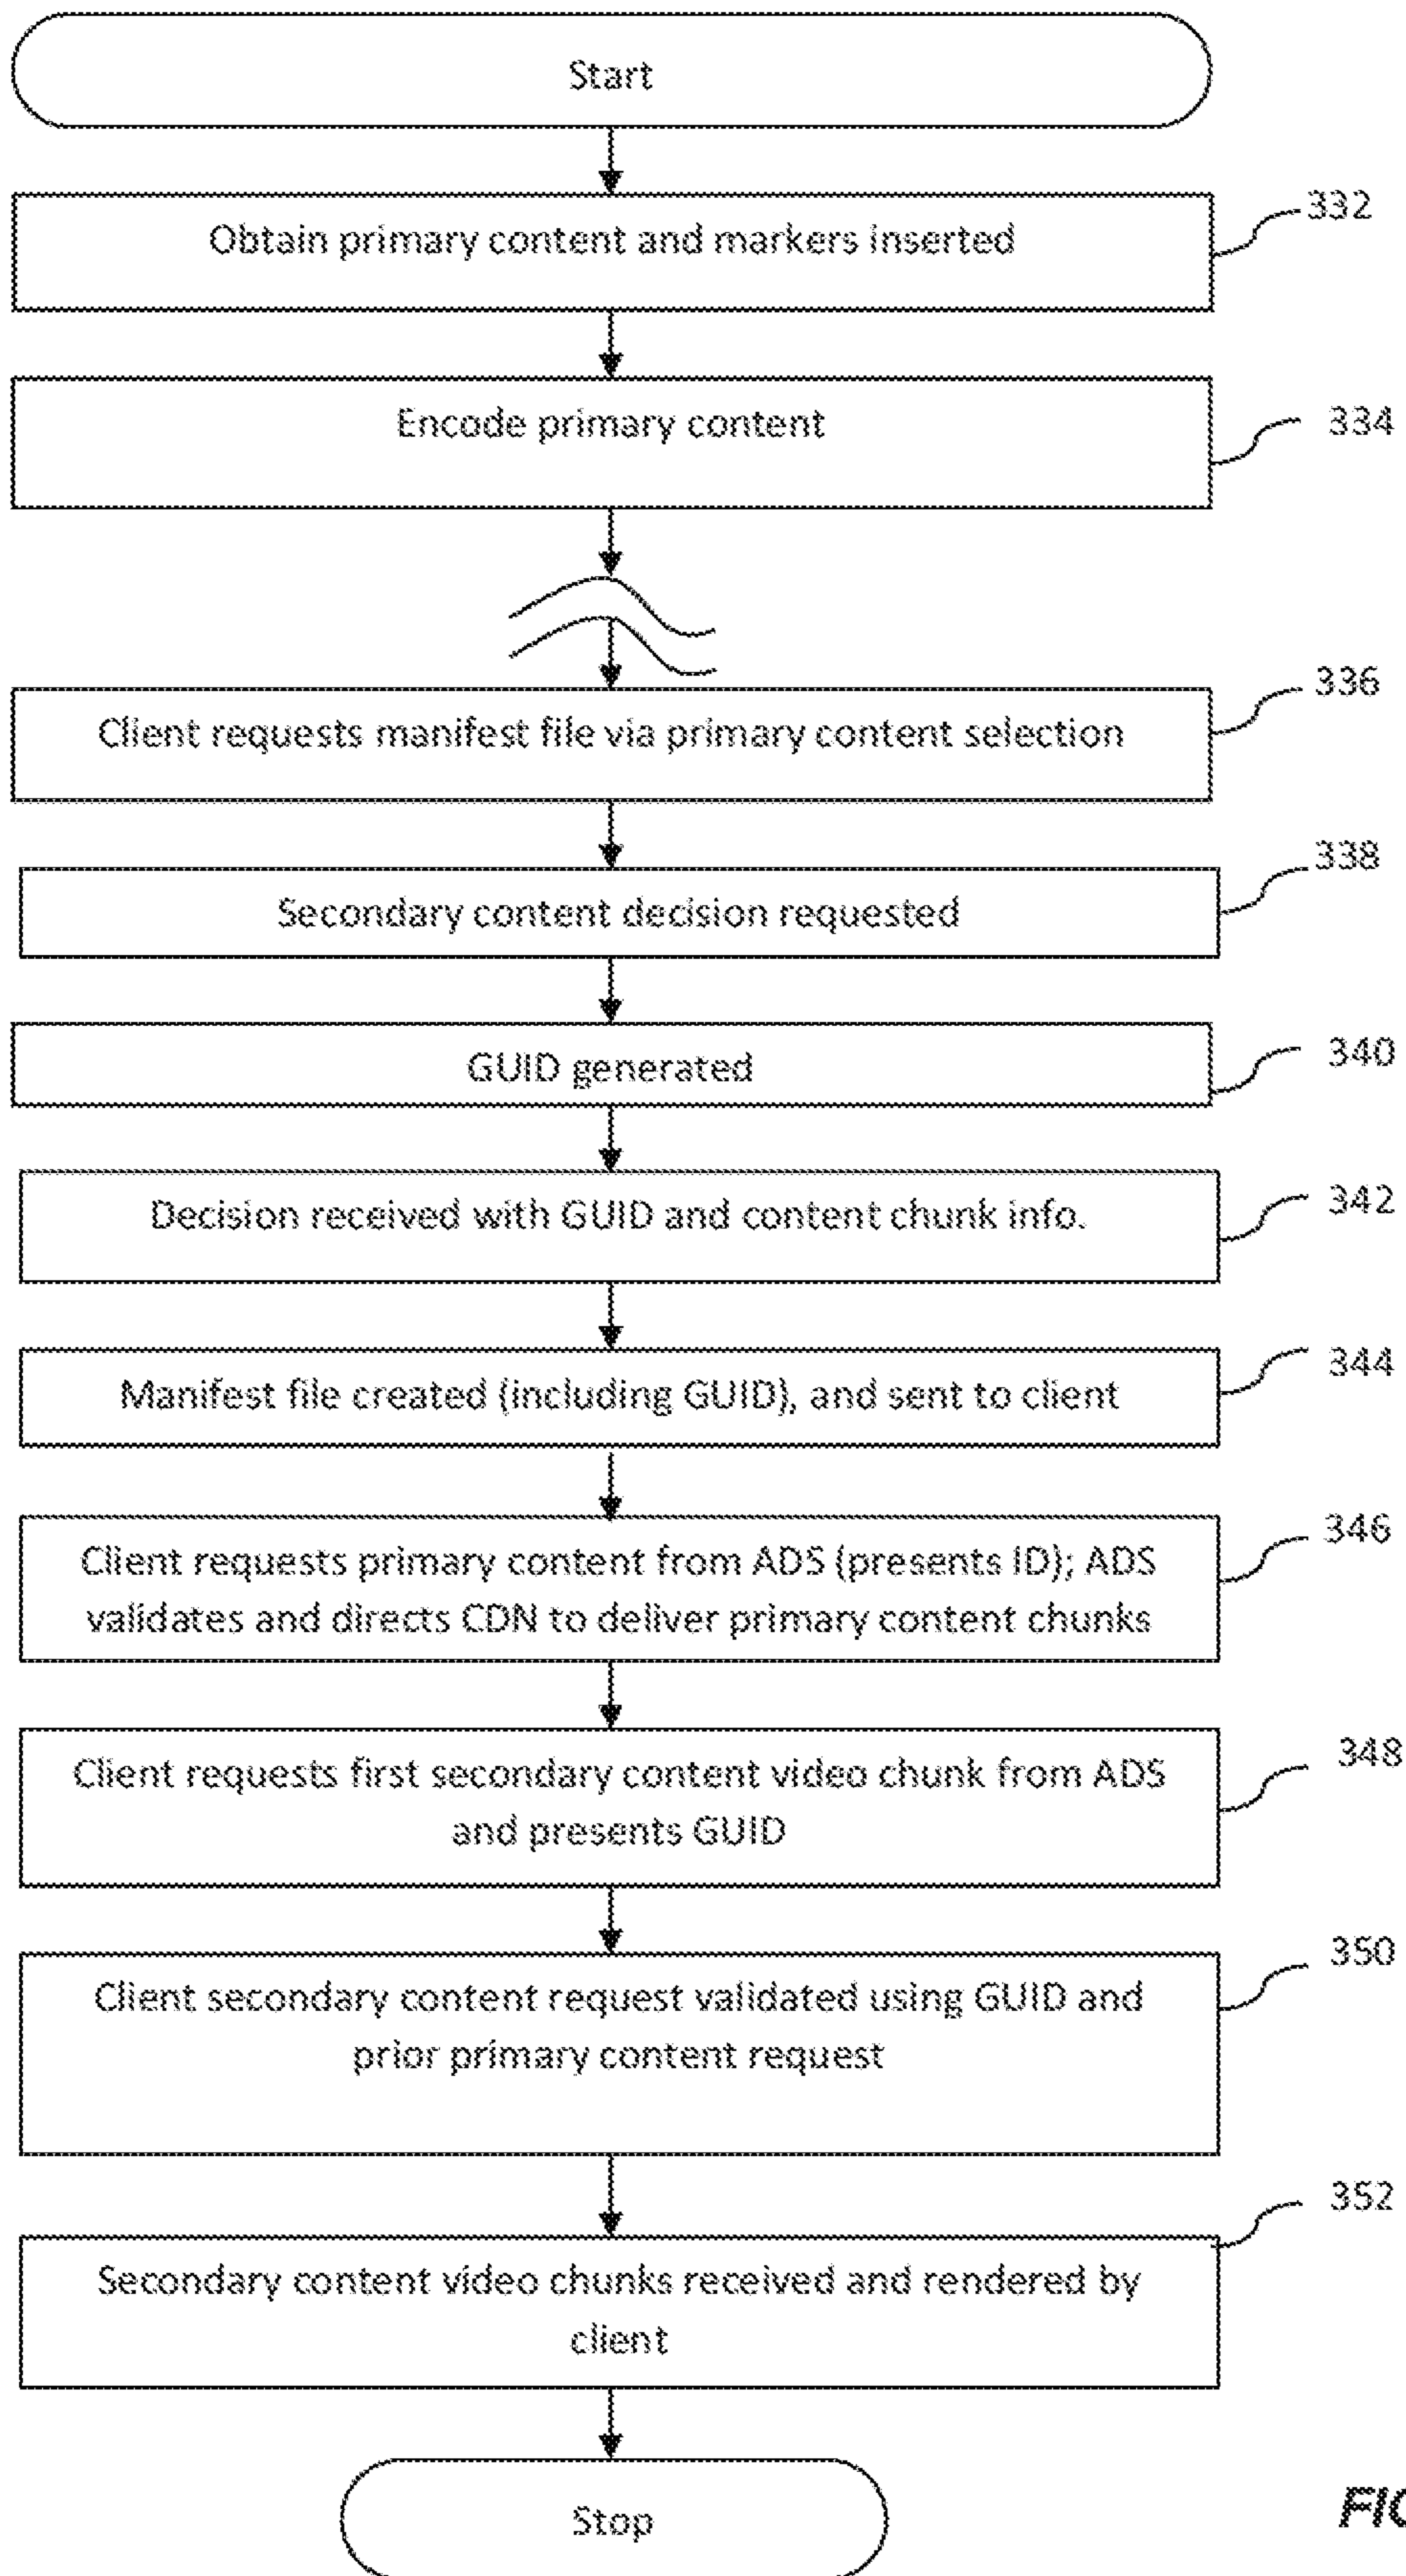 Start
332
Obtain primary content and markers inserted
334
Encode primary content
336
Client requests manifest file via primary content selection
338
Secondary content decision requested
340
GUID generated
342
Decision received with GUID and content chunk info.
344
Manifest file created (including GUID), and sent to client
346
Client requests primary content from ADS (presents ID); ADS
validates and directs CDN to deliver primary content chunks
348
Client requests first secondary content video chunk from ADS
and presents GUID
350
Client secondary content request validated using GUID and
prior primary content request
352
Secondary content video chunks received and rendered by
client
Stop